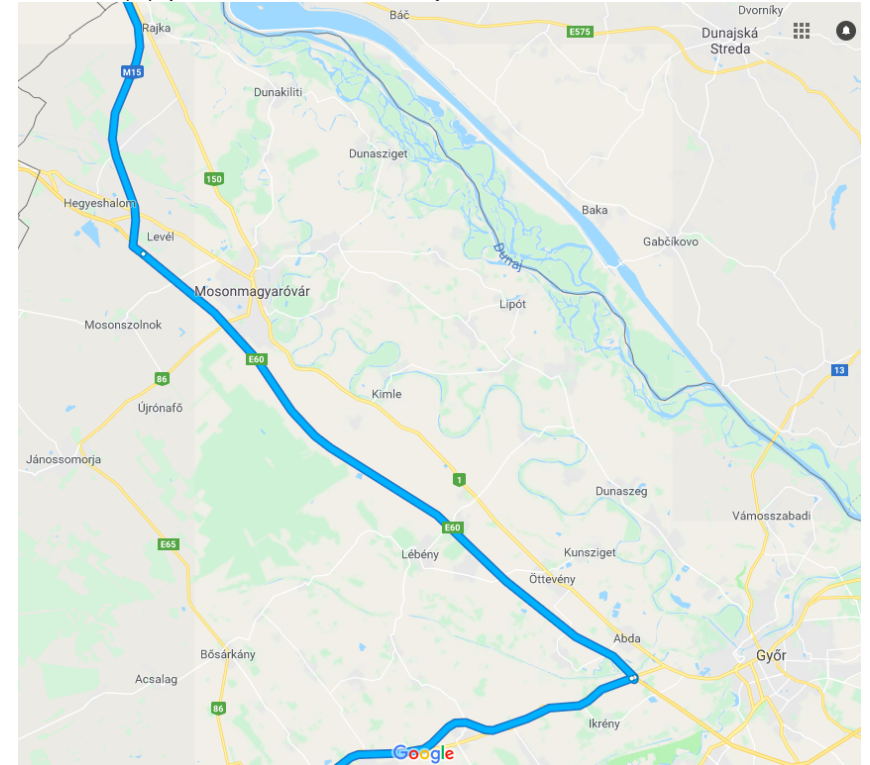 Dvorníky
Báč
Rajka
E575
Dunajská
Streda
M15
Dunakiliti
Dunasziget
150
Hegyeshalom
Baka
Levél
Gabčíkovo
Dunaj
Mosonmagyaróvár
Lipót
Mosonszolnok
E60
13
86
Kimle
Újrónafő
Jánossomorja
1
Dunaszeg
Vámosszabadi
E60
E65
Lébény
Kunsziget
Öttevény
Abda
Bősárkány
Győr
Acsalag
86
Ikrény
Google